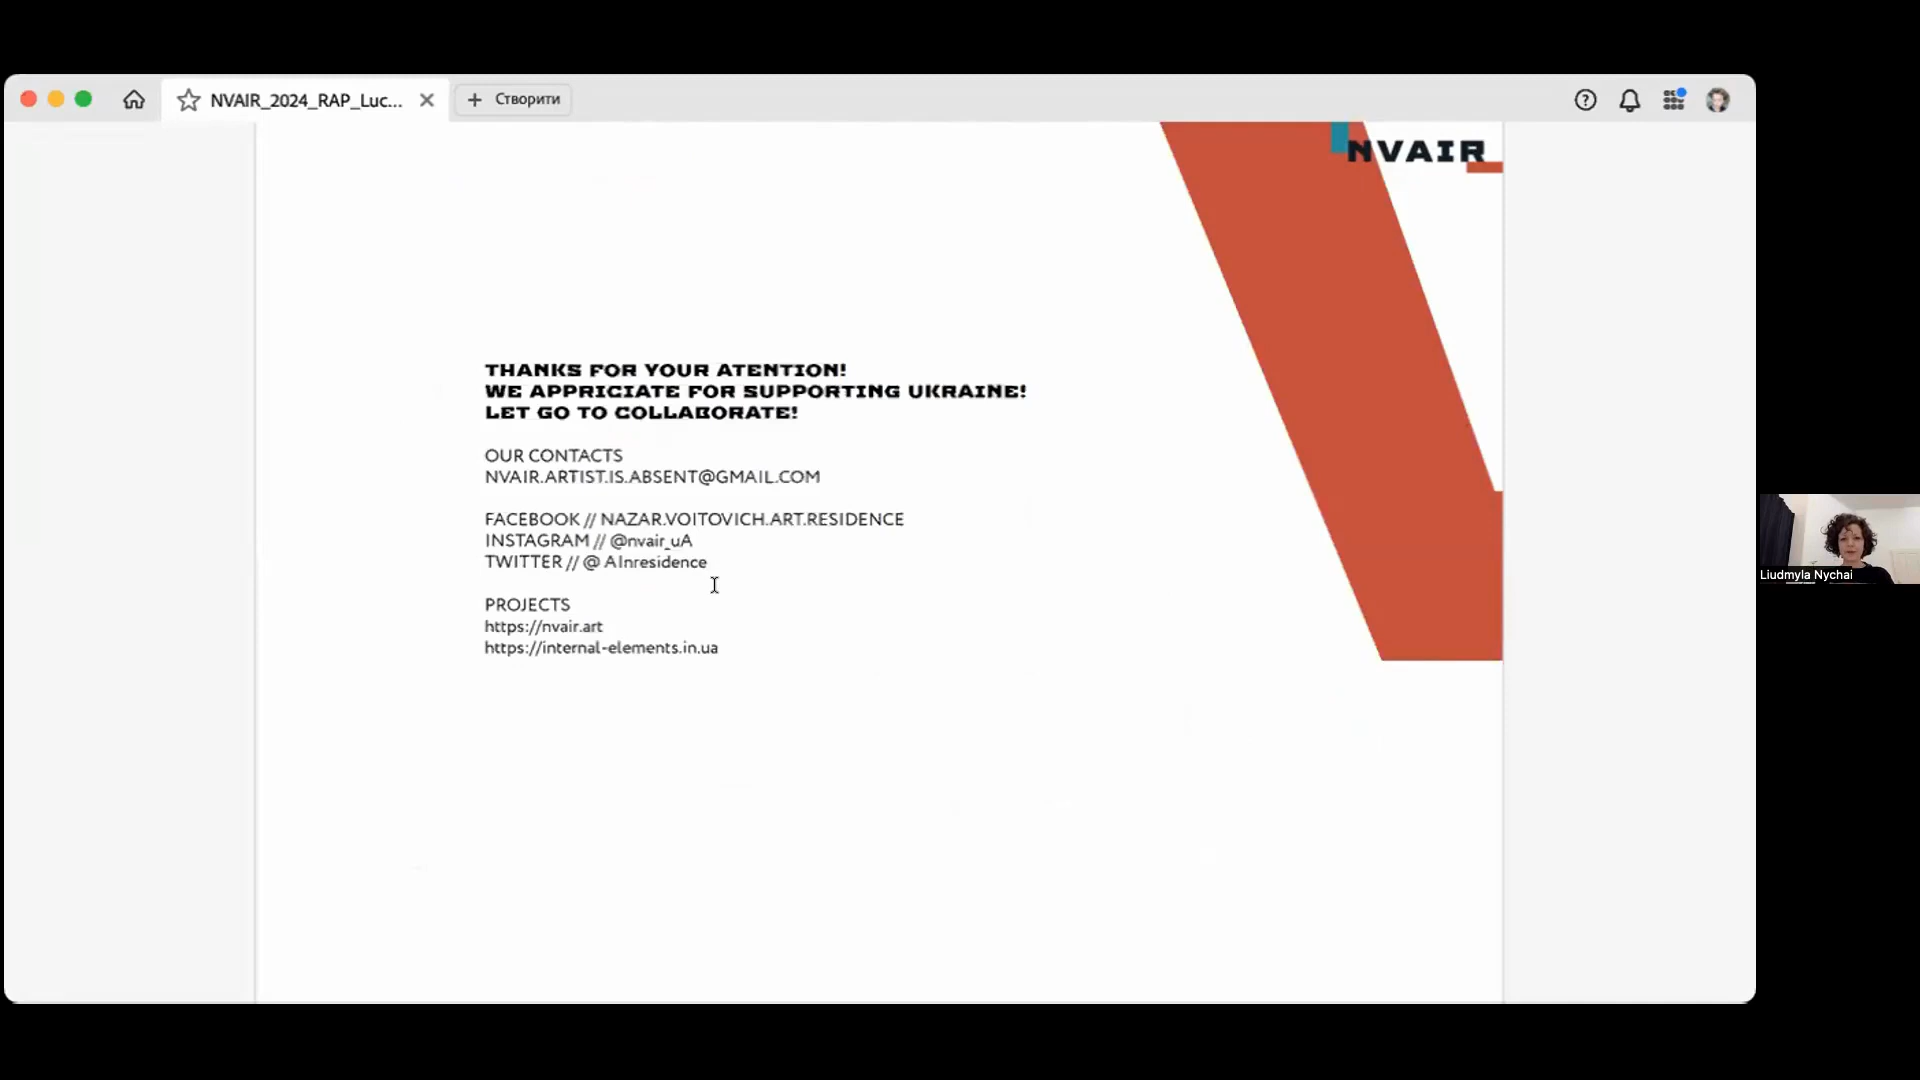 NVAIR_2024_RAP_Luc...
Створити
NVAIR
THANKS FOR YOUR ATENTION!
WE APPRICIATE FOR SUPPORTING UKRAINE!
LET GO TO COLLABORATE!
OUR CONTACTS
NVAIR.ARTIST.IS.ABSENT@GMAIL.COM
FACEBOOK // NAZAR.VOITOVICH.ART.RESIDENCE
INSTAGRAM // @nvair_uA
TWITTER // @ AInresidence
PROJECTS
https://nvair.art
https://internal-elements.in.ua
Liudmyla Nychai